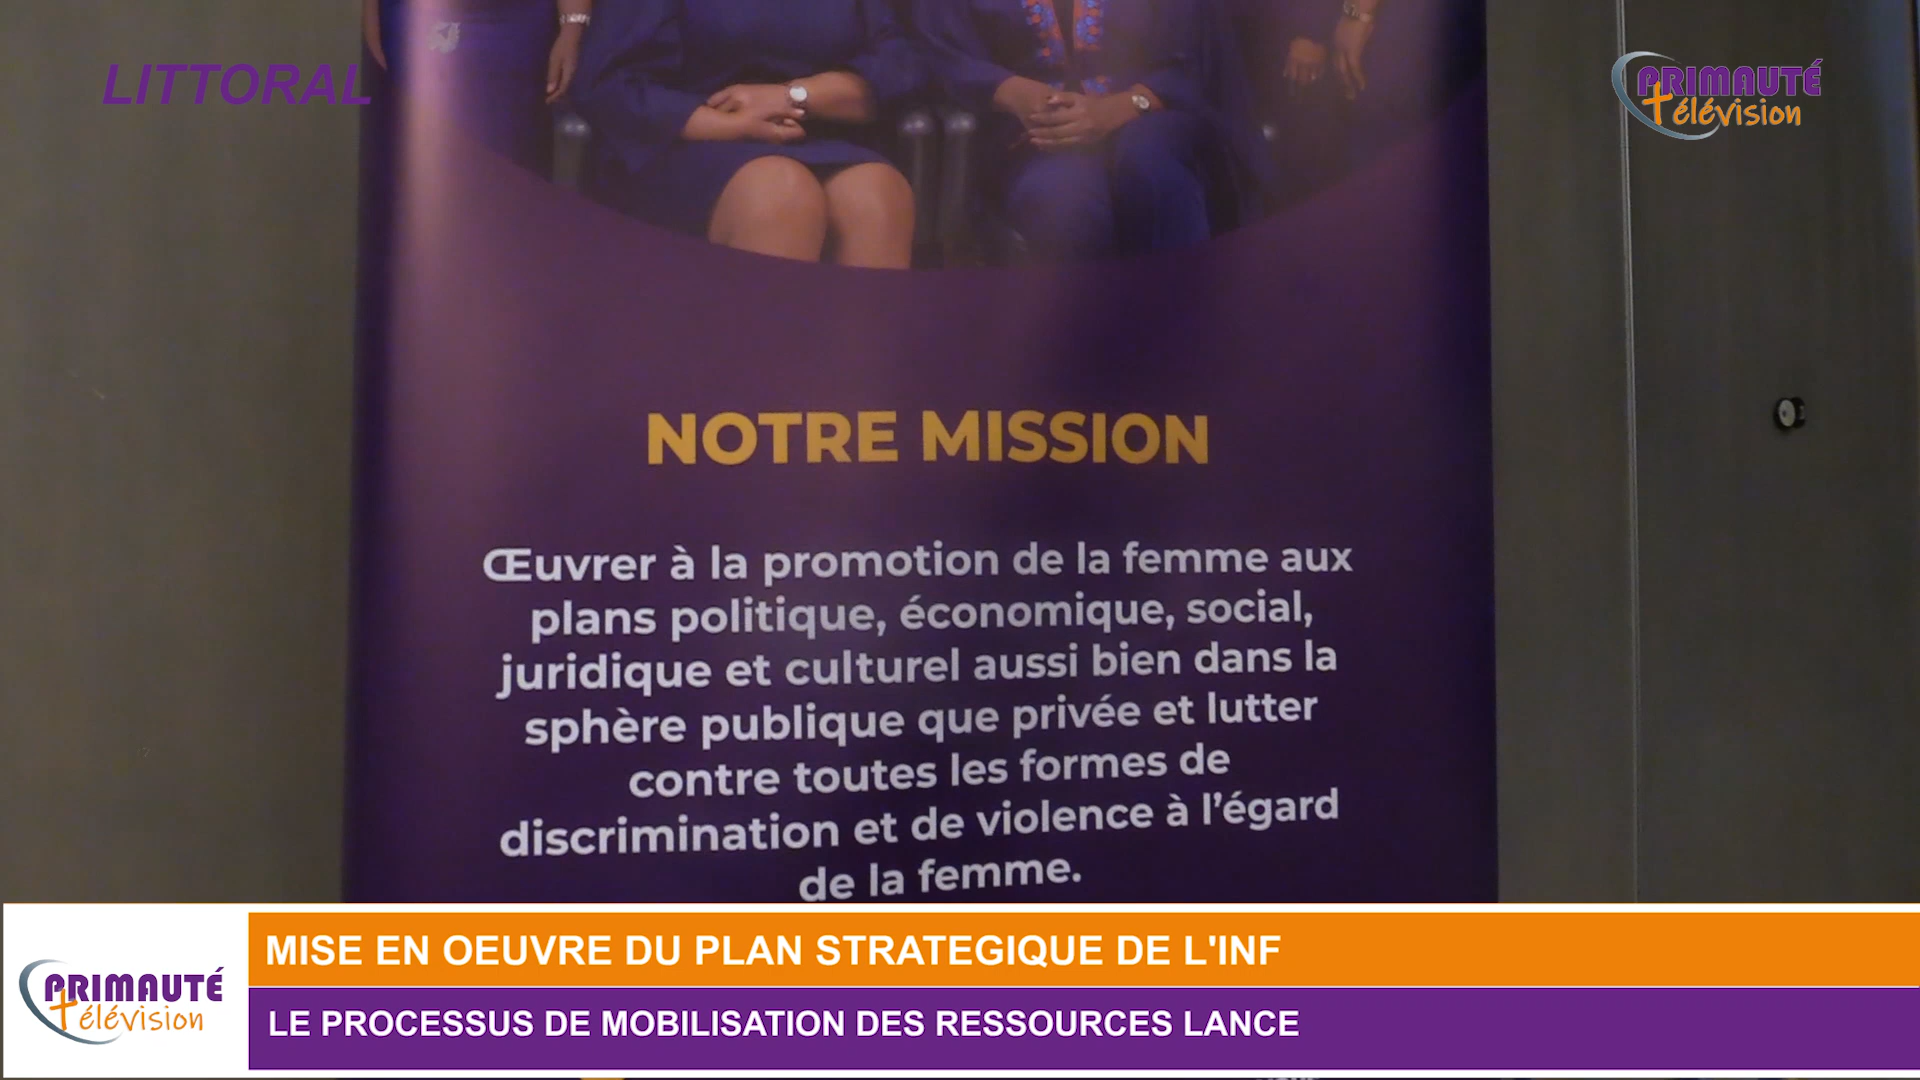 LITTORAL
PRIMAUTÉ
télévision
NOTRE MISSION
Œuvrer à la promotion de la femme aux
plans politique, économique, social,
juridique et culturel aussi bien dans la
sphère publique que privée et lutter
contre toutes les formes de
discrimination et de violence à l'égard
de la femme.
MISE EN OEUVRE DU PLAN STRATEGIQUE DE L'INF
PRIMAUTÉ
télévision
LE PROCESSUS DE MOBILISATION DES RESSOURCES LANCE